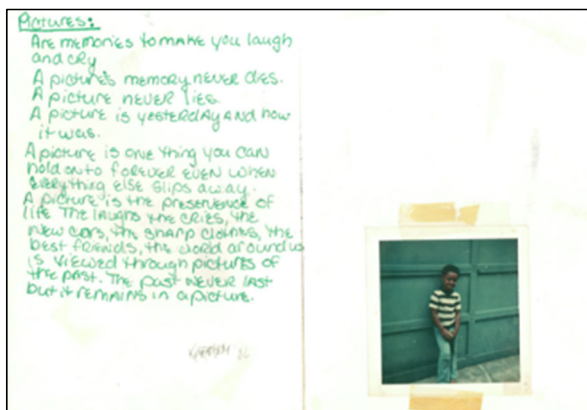 Pictures:
Are memories to make you laugh
and cry
A picture's memory never dies.
A picture never lies.
A picture is yesterday and how
it was.
A picture is one thing you can
hold onto forever even when
everything else slips away.
A picture is the presevence of
life. The laughs the cries, the
new cars, the sharp clothes, the
best friends, the world around us
is viewed through pictures of
the past. The past never last
but it remains in a picture.